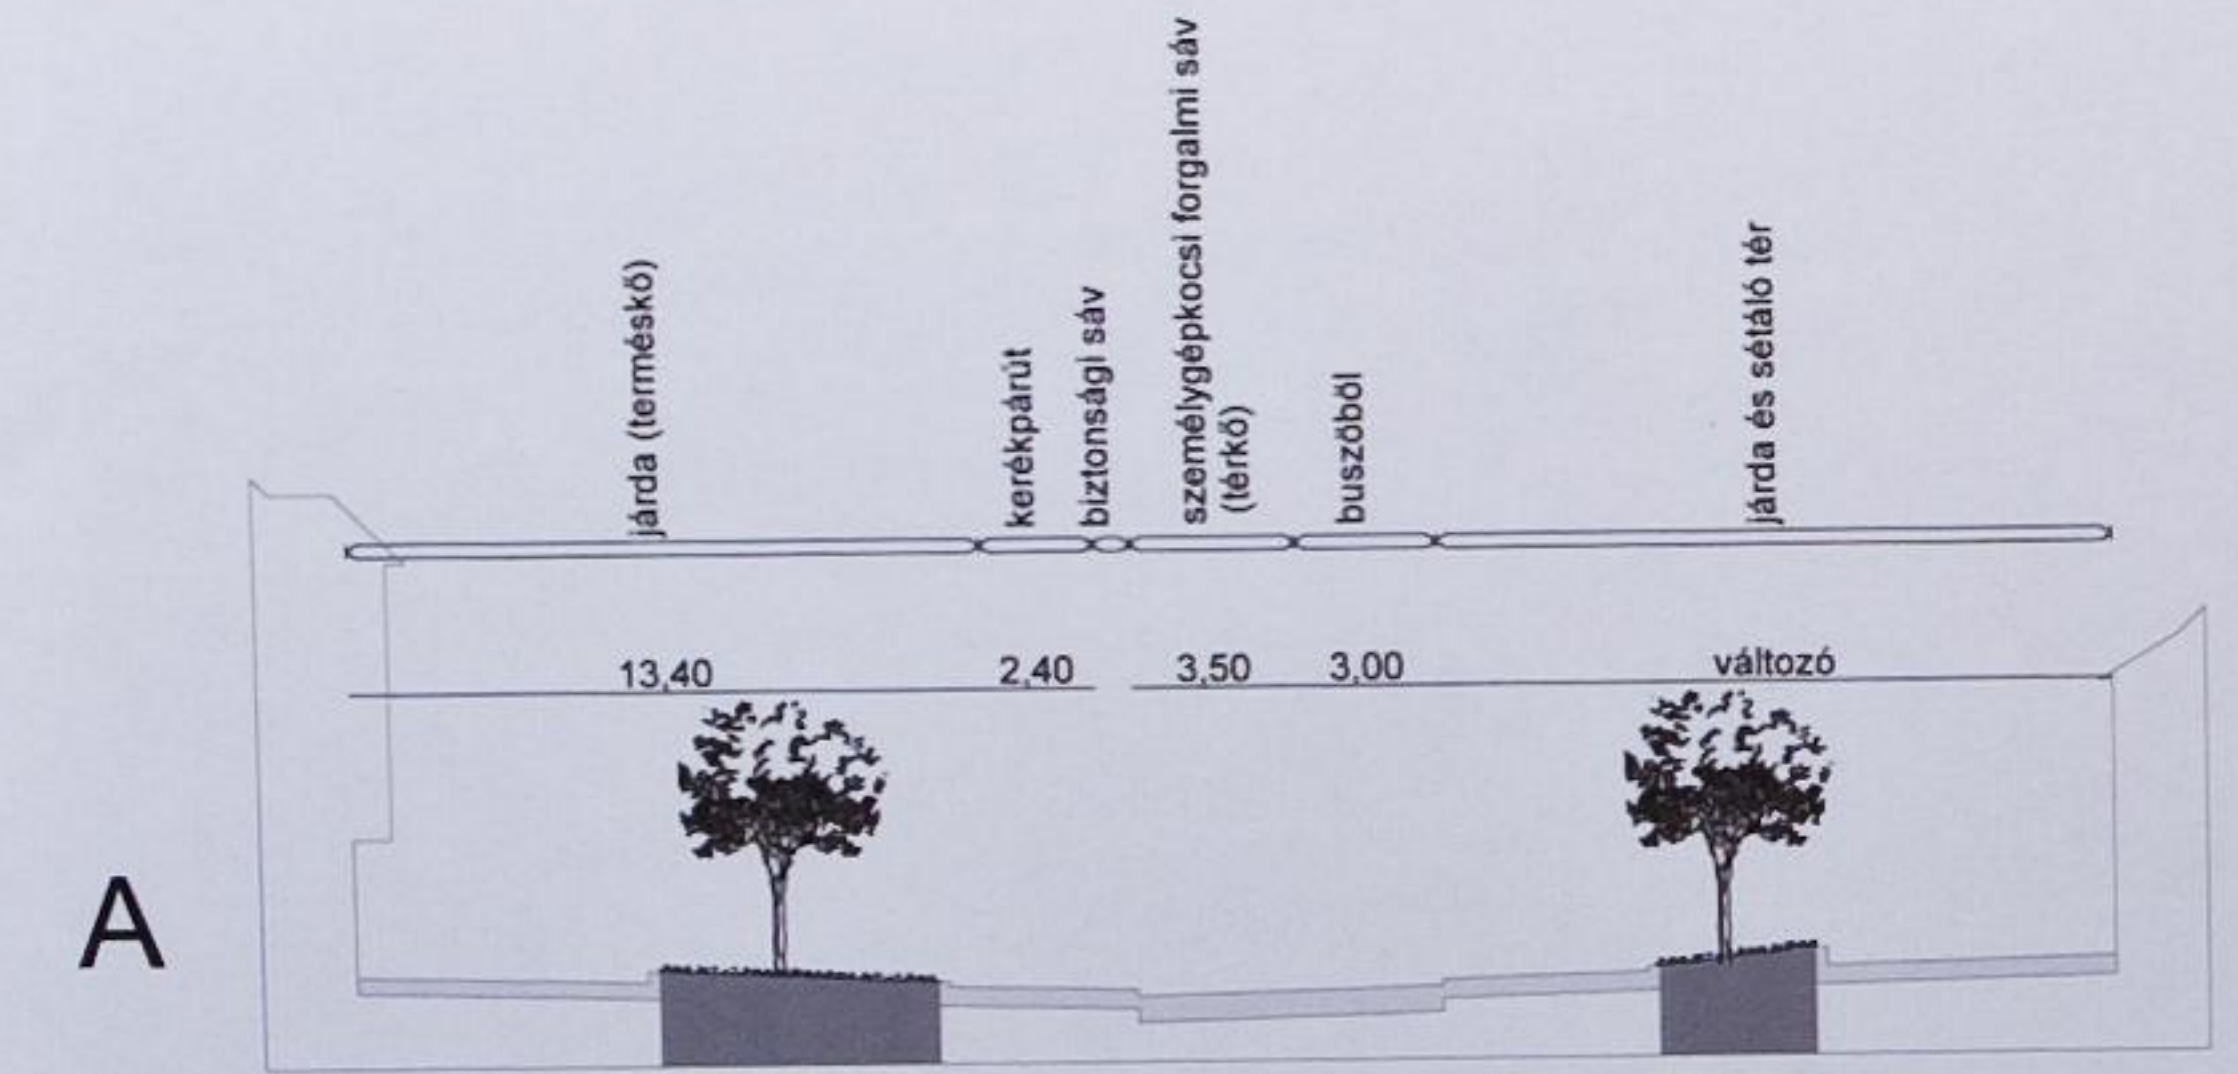 járda (terméskő)
kerékpárút
biztonsági sáv
személygépkocsi forgalmi sáv
(térkő)
buszöböl
járda és sétáló tér
13,40
2,40
3,50
3,00
változó
A